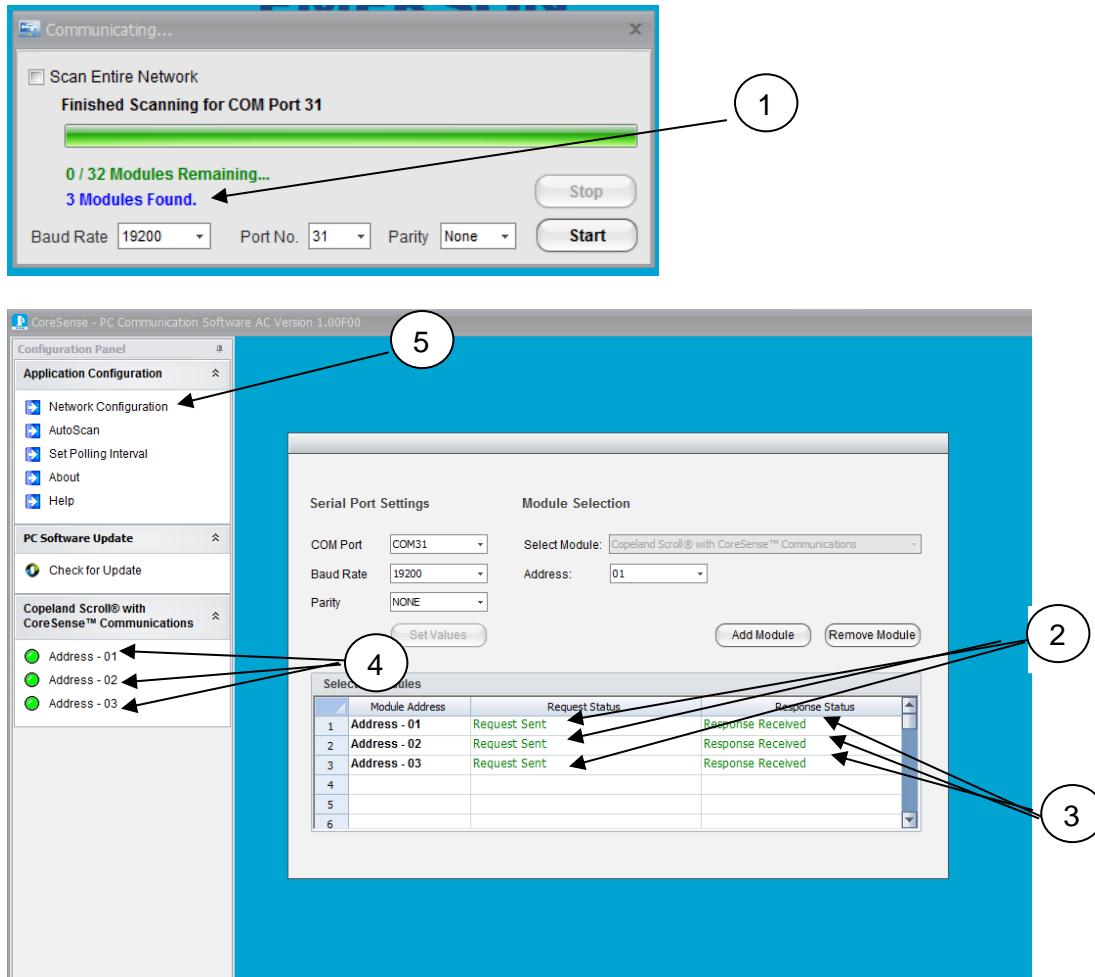 EMERSON
Communicating... x
Scan Entire Network
Finished Scanning for COM Port 31
1
0 / 32 Modules Remaining...
3 Modules Found.
Stop
Baud Rate 19200 Port No. 31 Parity None Start
CoreSense - PC Communication Software AC Version 1.00F00
5
Configuration Panel
Application Configuration
Network Configuration
AutoScan
Set Polling Interval
About
Help
PC Software Update
Check for Update
Copeland Scroll® with
CoreSense™ Communications
Address - 01
Address - 02
Address - 03
4
Serial Port Settings Module Selection
COM Port COM31 Select Module: Copeland Scroll® with CoreSense™ Communications
Baud Rate 19200 Address: 01
Parity NONE
Set Values Add Module Remove Module
2
Module Address Request Status Response Status
1 Address - 01 Request Sent Response Received
2 Address - 02 Request Sent Response Received
3 Address - 03 Request Sent Response Received
4
5
6
3